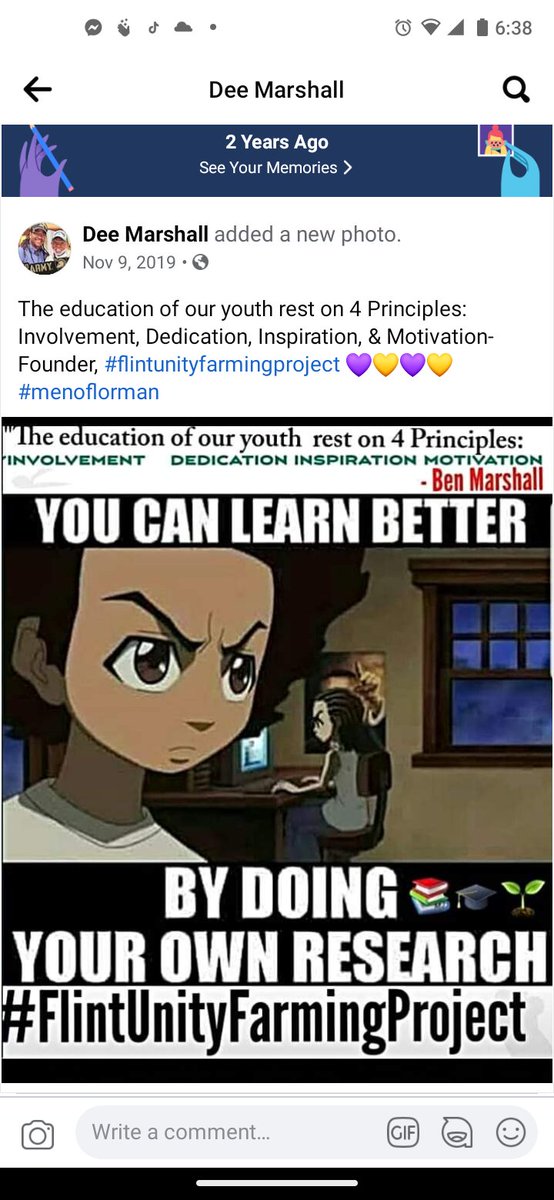 6:38
Dee Marshall
2 Years Ago
See Your Memories
Dee Marshall added a new photo.
Nov 9, 2019 •
The education of our youth rest on 4 Principles:
Involvement, Dedication, Inspiration, & Motivation-
Founder, #flintunityfarmingproject 💜💛💜💛
#menoflorman
"The education of our youth rest on 4 Principles:
INVOLVEMENT DEDICATION INSPIRATION MOTIVATION
- Ben Marshall
YOU CAN LEARN BETTER
BY DOING 📚🎓🌱
YOUR OWN RESEARCH
#FlintUnityFarmingProject
Write a comment...
GIF